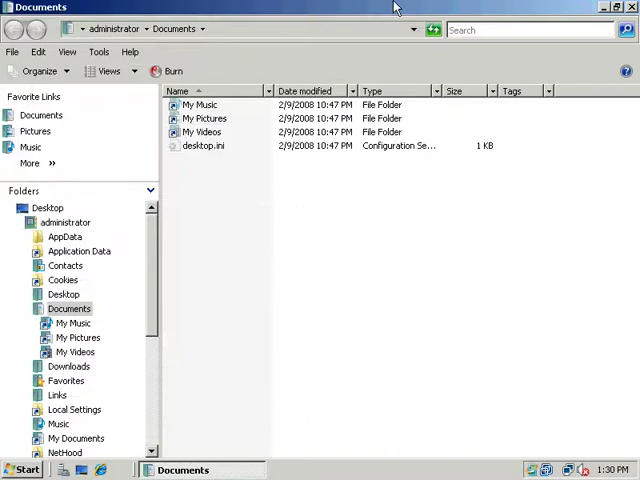 Documents
administrator
Documents
Search
File
Edit
View
Tools
Help
Organize
Views
Burn
Favorite Links
Documents
Pictures
Music
More »
Folders
Desktop
administrator
AppData
Application Data
Contacts
Cookies
Desktop
Documents
My Music
My Pictures
My Videos
Downloads
Favorites
Links
Local Settings
Music
My Documents
NetHood
Name Date modified Type Size Tags
My Music 2/9/2008 10:47 PM File Folder
My Pictures 2/9/2008 10:47 PM File Folder
My Videos 2/9/2008 10:47 PM File Folder
desktop.ini 2/9/2008 10:47 PM Configuration Se... 1 KB
Start
Documents
1:30 PM